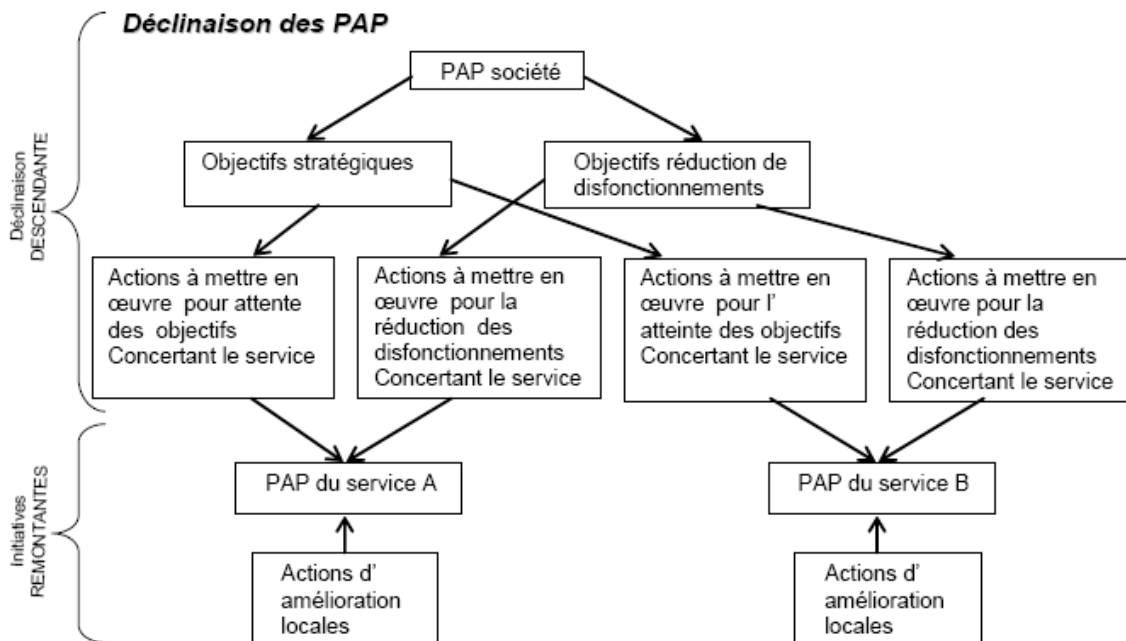 Déclinaison des PAP
PAP société
Objectifs stratégiques
Objectifs réduction de
disfonctionnements
Déclinaison
DESCENDANTE
Actions à mettre en
œuvre pour attente
des objectifs
Concertant le service
Actions à mettre en
œuvre pour la
réduction des
disfonctionnements
Concertant le service
Actions à mettre en
œuvre pour l’
atteinte des objectifs
Concertant le service
Actions à mettre en
œuvre pour la
réduction des
disfonctionnements
Concertant le service
Initiatives
REMONTANTES
PAP du service A
PAP du service B
Actions d’
amélioration
locales
Actions d’
amélioration
locales